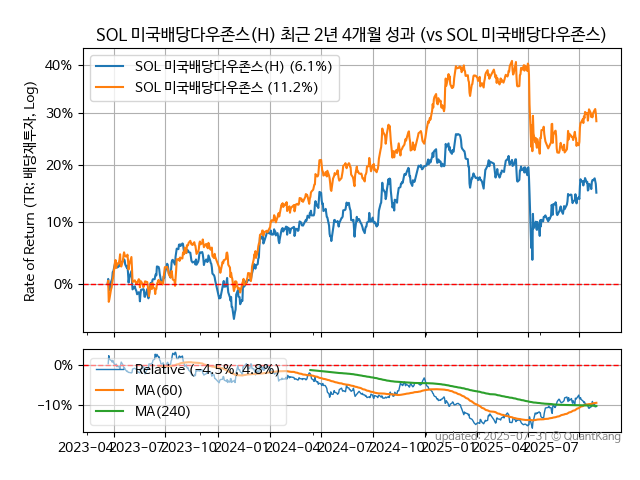 SOL 미국배당다우존스(H) 최근 2년 4개월 성과 (vs SOL 미국배당다우존스)
Rate of Return (TR: 배당재투자, Log)
40%
30%
20%
10%
0%
SOL 미국배당다우존스(H) (6.1%)
SOL 미국배당다우존스 (11.2%)
0%
−10%
Relative (−4.5%, 4.8%)
MA(60)
MA(240)
updated: 2025-07-31 © QuantKang
2023-04 2023-07 2023-10 2024-01 2024-04 2024-07 2024-10 2025-01 2025-04 2025-07